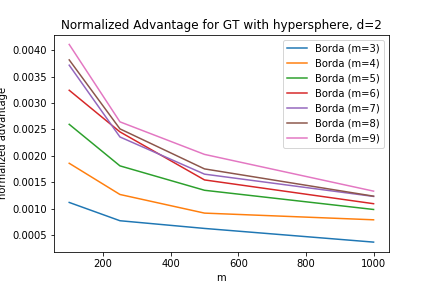 Normalized Advantage for GT with hypersphere, d=2
normalized advantage
0.0040
0.0035
0.0030
0.0025
0.0020
0.0015
0.0010
0.0005
Borda (m=3)
Borda (m=4)
Borda (m=5)
Borda (m=6)
Borda (m=7)
Borda (m=8)
Borda (m=9)
200 400 600 800 1000
m